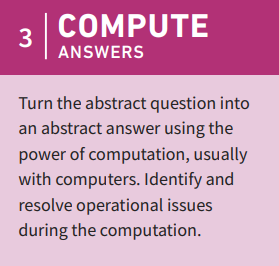 3
COMPUTE
ANSWERS
Turn the abstract question into
an abstract answer using the
power of computation, usually
with computers. Identify and
resolve operational issues
during the computation.